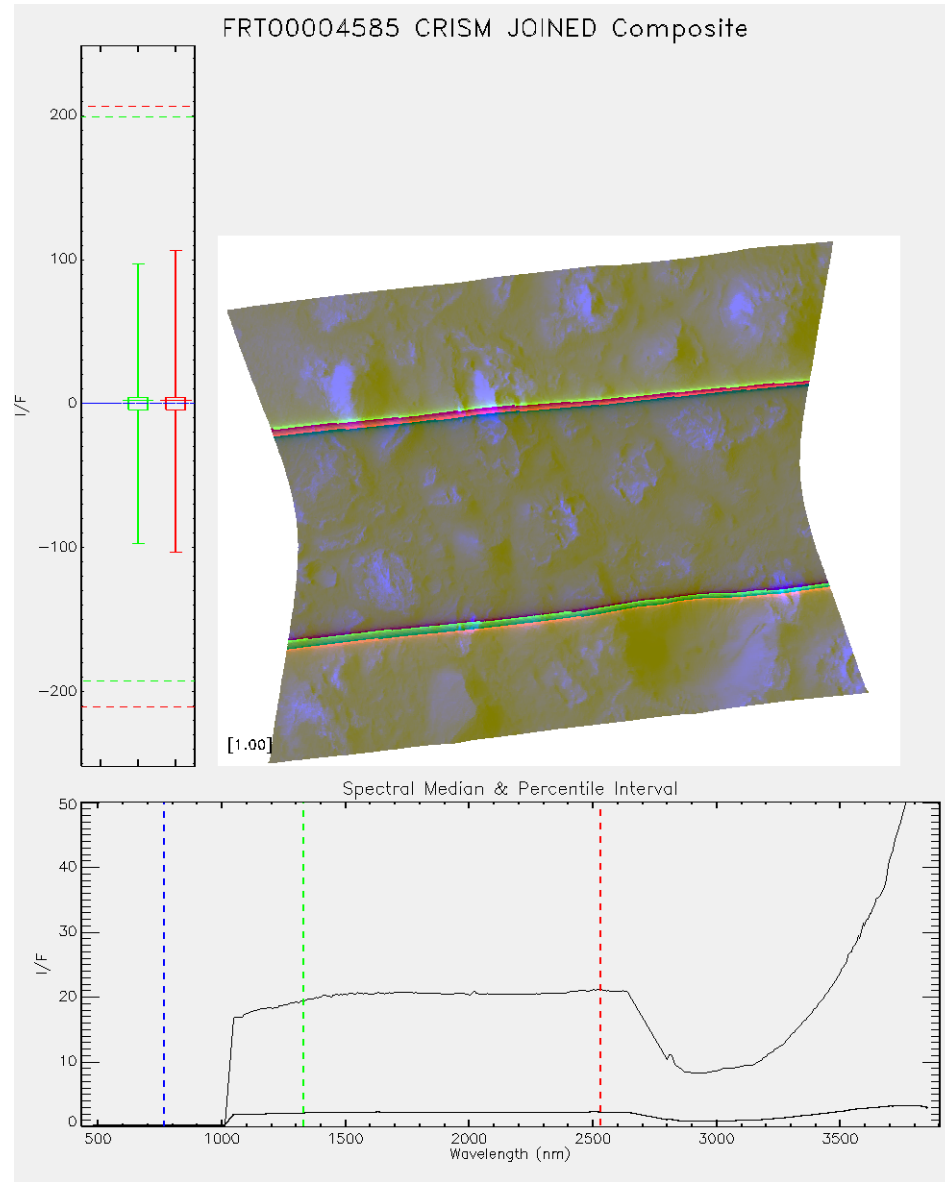 FRT00004585 CRISM JOINED Composite
200
100
0
−100
−200
I/F
[1.00]
Spectral Median & Percentile Interval
50
40
30
20
10
0
I/F
500 1000 1500 2000 2500 3000 3500
Wavelength (nm)